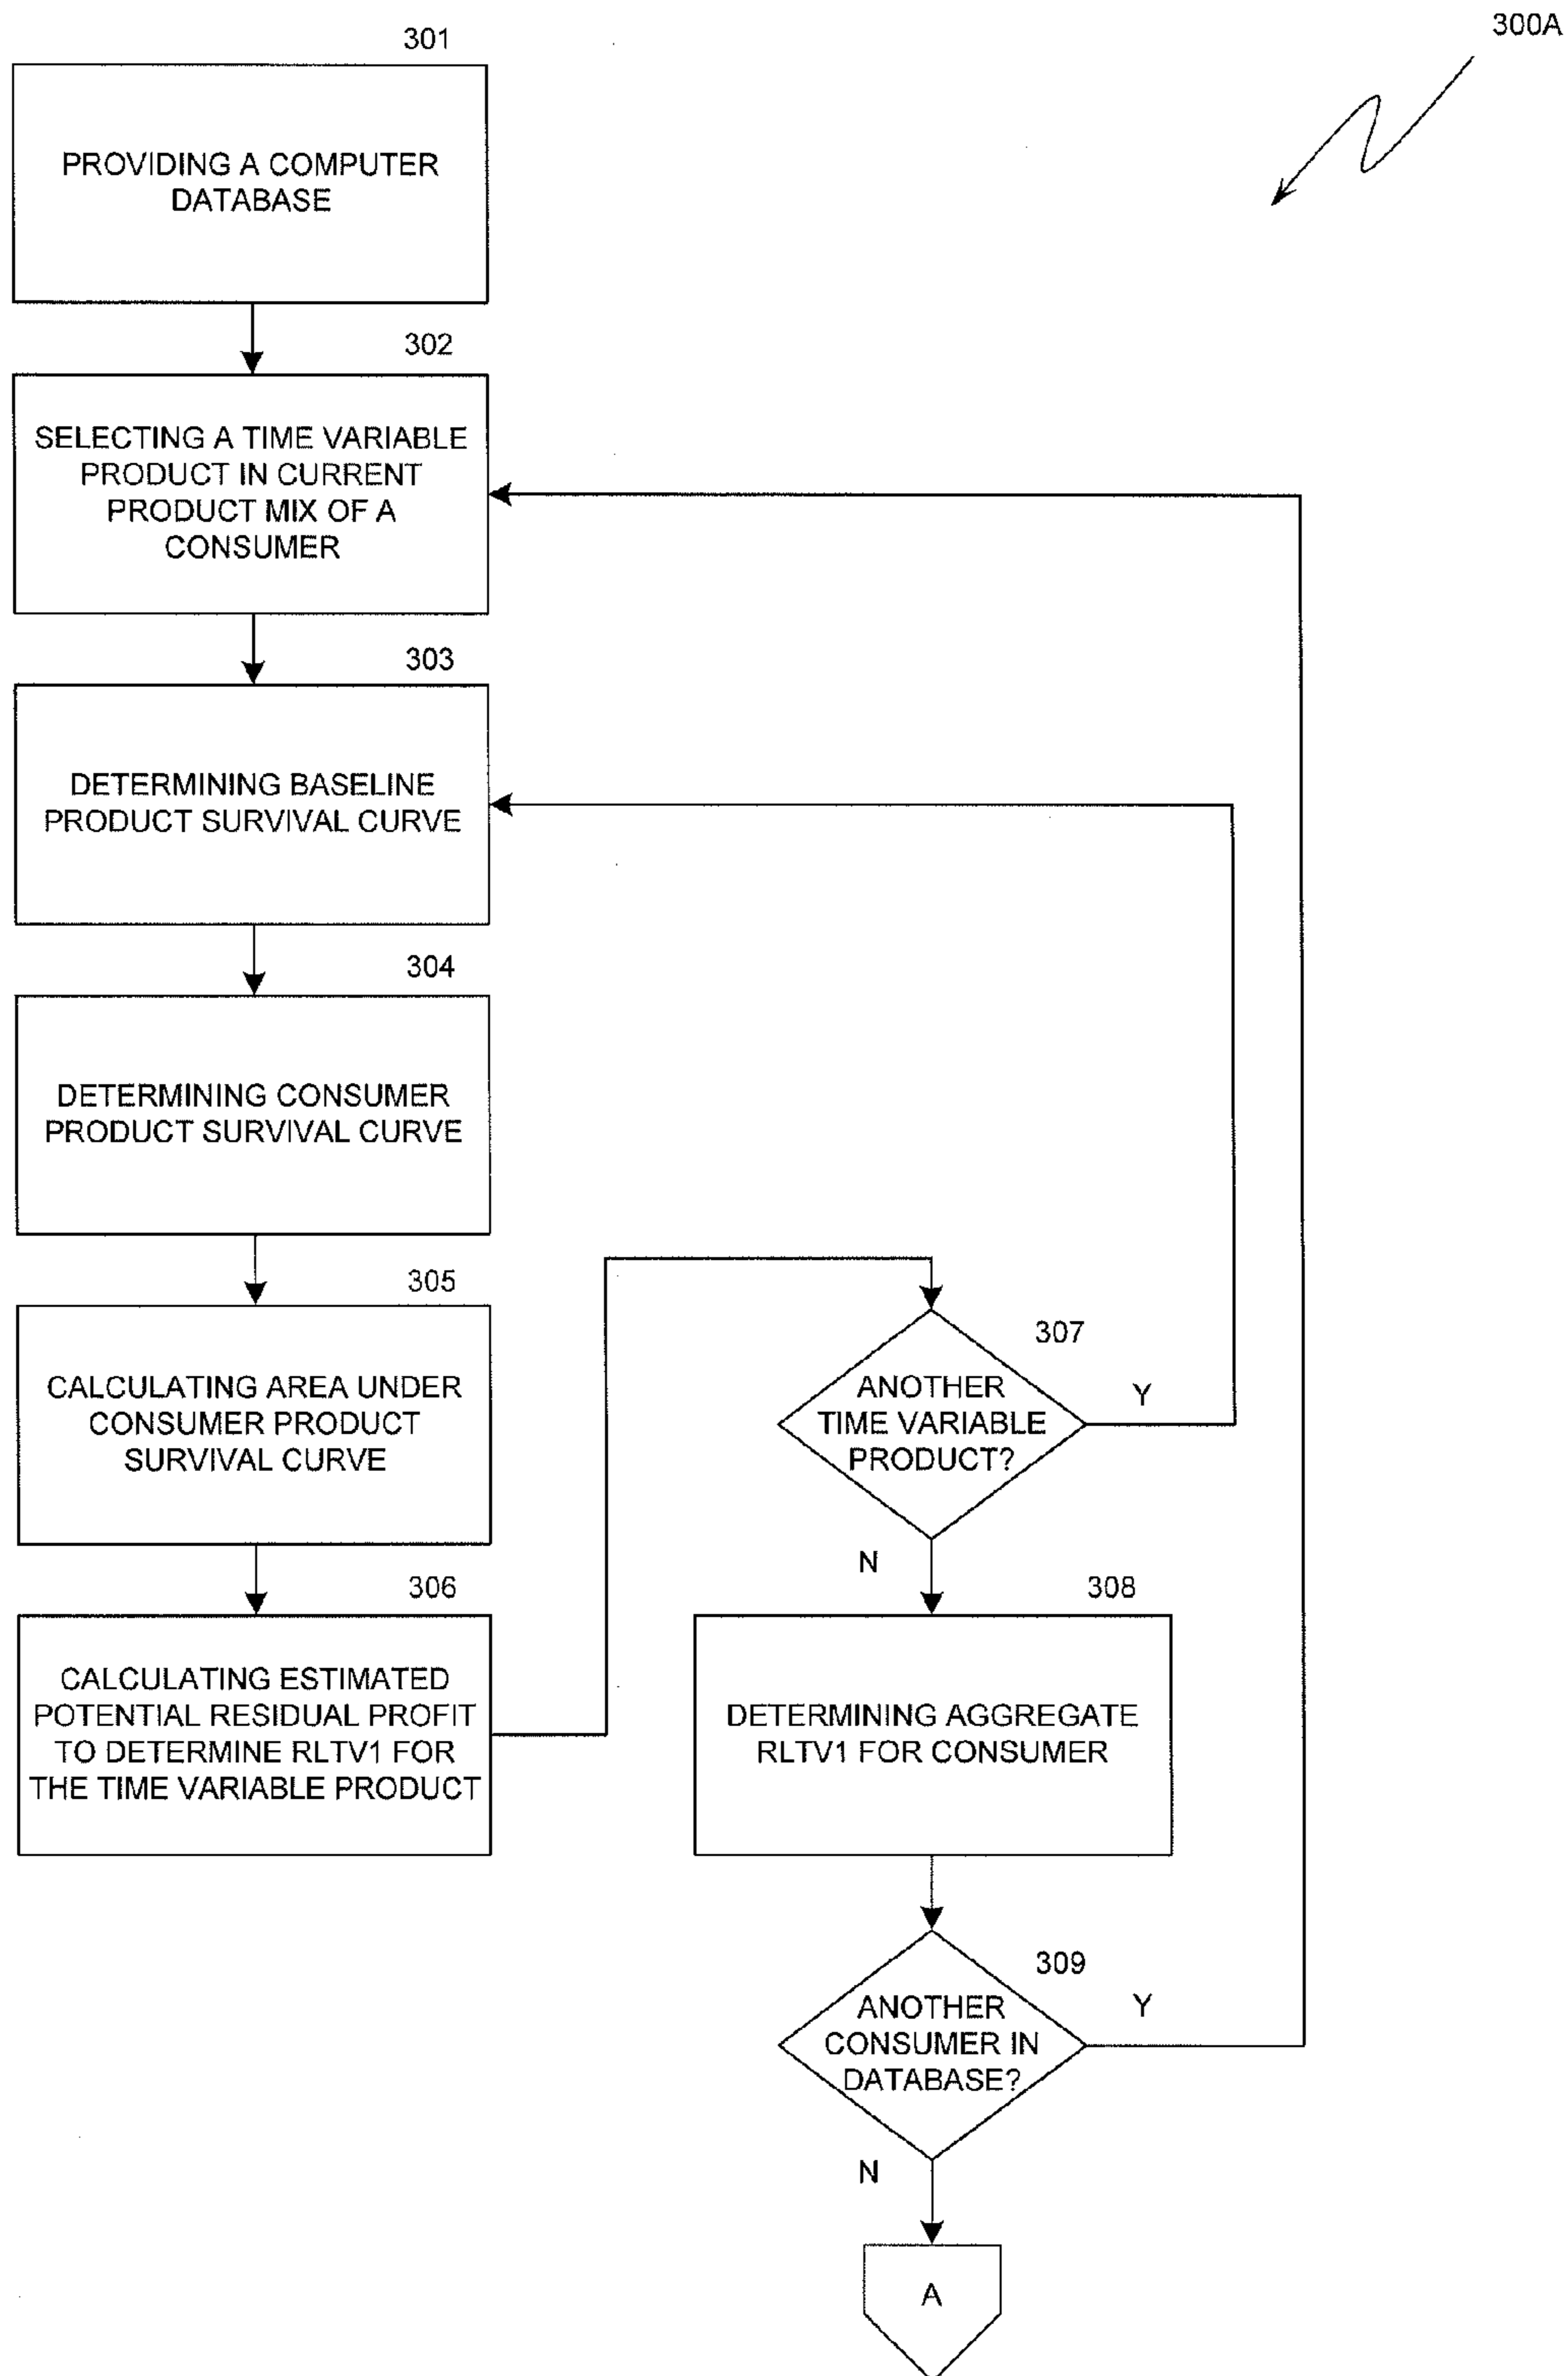 300A
301
PROVIDING A COMPUTER
DATABASE
302
SELECTING A TIME VARIABLE
PRODUCT IN CURRENT
PRODUCT MIX OF A
CONSUMER
303
DETERMINING BASELINE
PRODUCT SURVIVAL CURVE
304
DETERMINING CONSUMER
PRODUCT SURVIVAL CURVE
305
CALCULATING AREA UNDER
CONSUMER PRODUCT
SURVIVAL CURVE
306
CALCULATING ESTIMATED
POTENTIAL RESIDUAL PROFIT
TO DETERMINE RLTV1 FOR
THE TIME VARIABLE PRODUCT
307
ANOTHER
TIME VARIABLE
PRODUCT?
Y
N
308
DETERMINING AGGREGATE
RLTV1 FOR CONSUMER
309
ANOTHER
CONSUMER IN
DATABASE?
Y
N
A